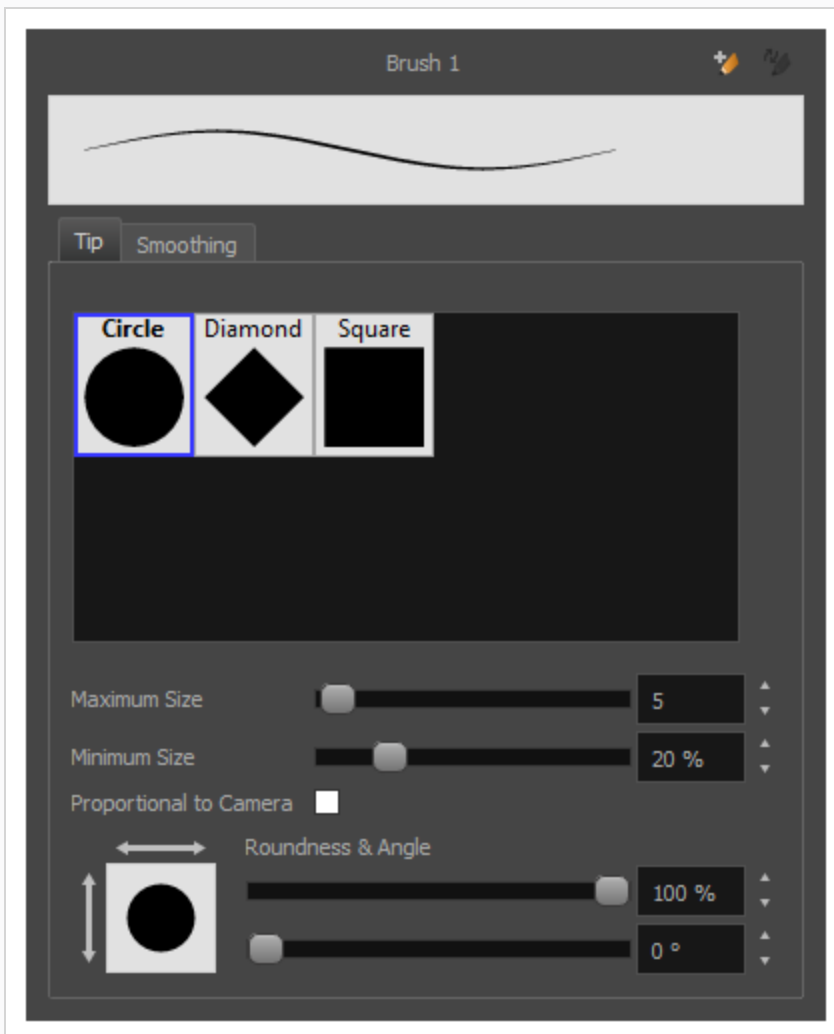 Brush 1
Tip
Smoothing
Circle
Diamond
Square
Maximum Size
5
Minimum Size
20 %
Proportional to Camera
Roundness & Angle
100 %
0 °